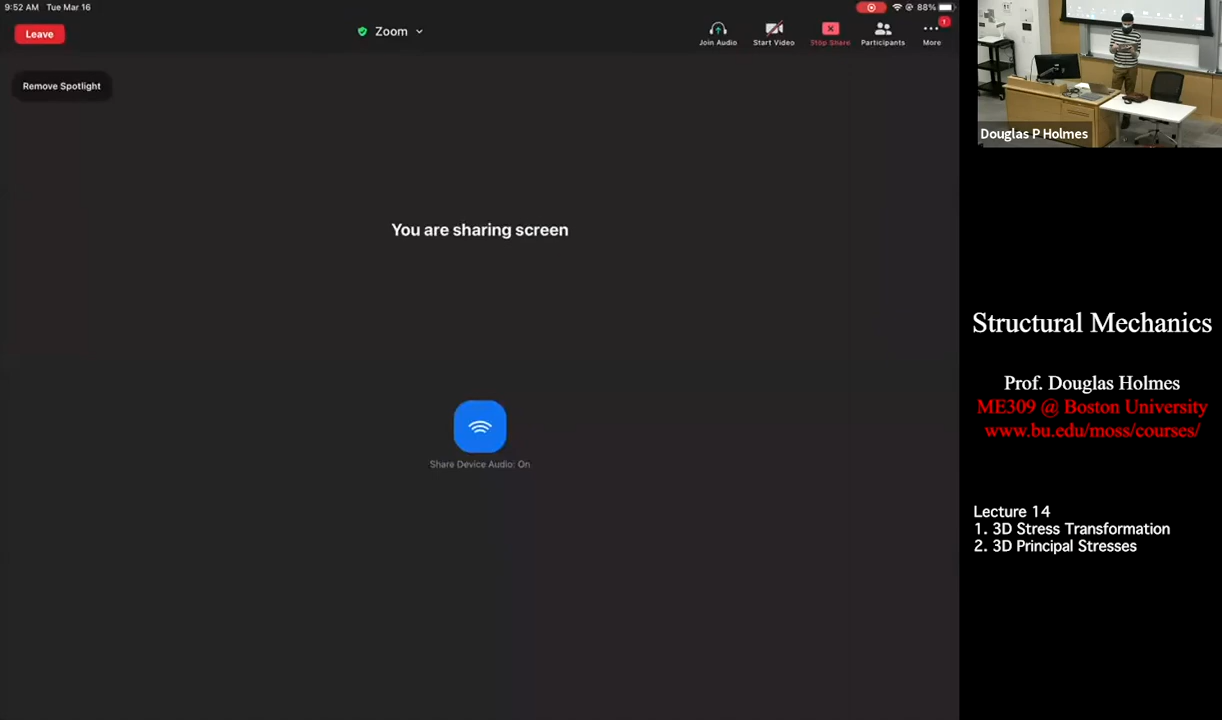 9:52 AM Tue Mar 16
88%
Leave
Zoom
Join Audio
Start Video
Stop Share
Participants
More
1
Remove Spotlight
You are sharing screen
Share Device Audio: On
Douglas P Holmes
Structural Mechanics
Prof. Douglas Holmes
ME309 @ Boston University
www.bu.edu/moss/courses/
Lecture 14
1. 3D Stress Transformation
2. 3D Principal Stresses